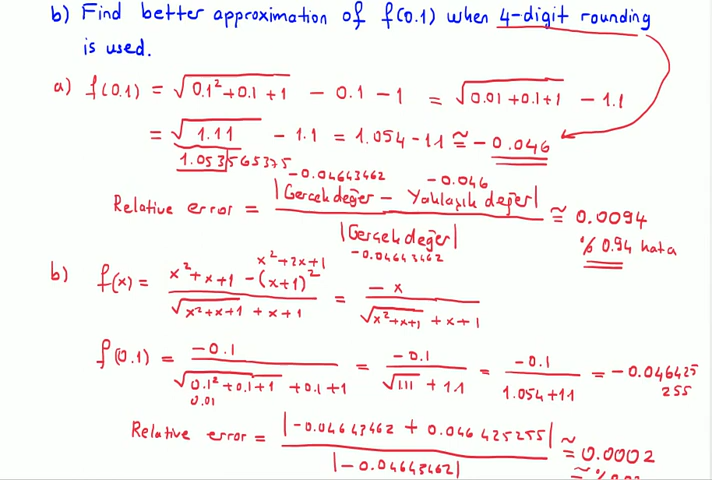 b) Find better approximation of f(0.1) when 4-digit rounding
is used.
a) f(0.1) = √(0.1² + 0.1 + 1) - 0.1 - 1 = √(0.01 + 0.1 + 1) - 1.1
= √1.11 - 1.1 = 1.054 - 1.1 ≅ -0.046
1.053565375
-0.04643462 -0.046
Relative error = |Gerçek değer - Yaklaşık değer| / |Gerçek değer| ≅ 0.0094
-0.04643462
% 0.94 hata
x² + 2x + 1
b) f(x) = (x² + x + 1 - (x+1)²) / (√(x² + x + 1) + x + 1) = -x / (√(x² + x + 1) + x + 1)
f(0.1) = -0.1 / (√(0.1² + 0.1 + 1) + 0.1 + 1) = -0.1 / (√1.11 + 1.1) = -0.1 / (1.054 + 1.1) = -0.046425
255
0.01
Relative error = |-0.04643462 + 0.046425255| / |-0.04643462| ≅ 0.0002